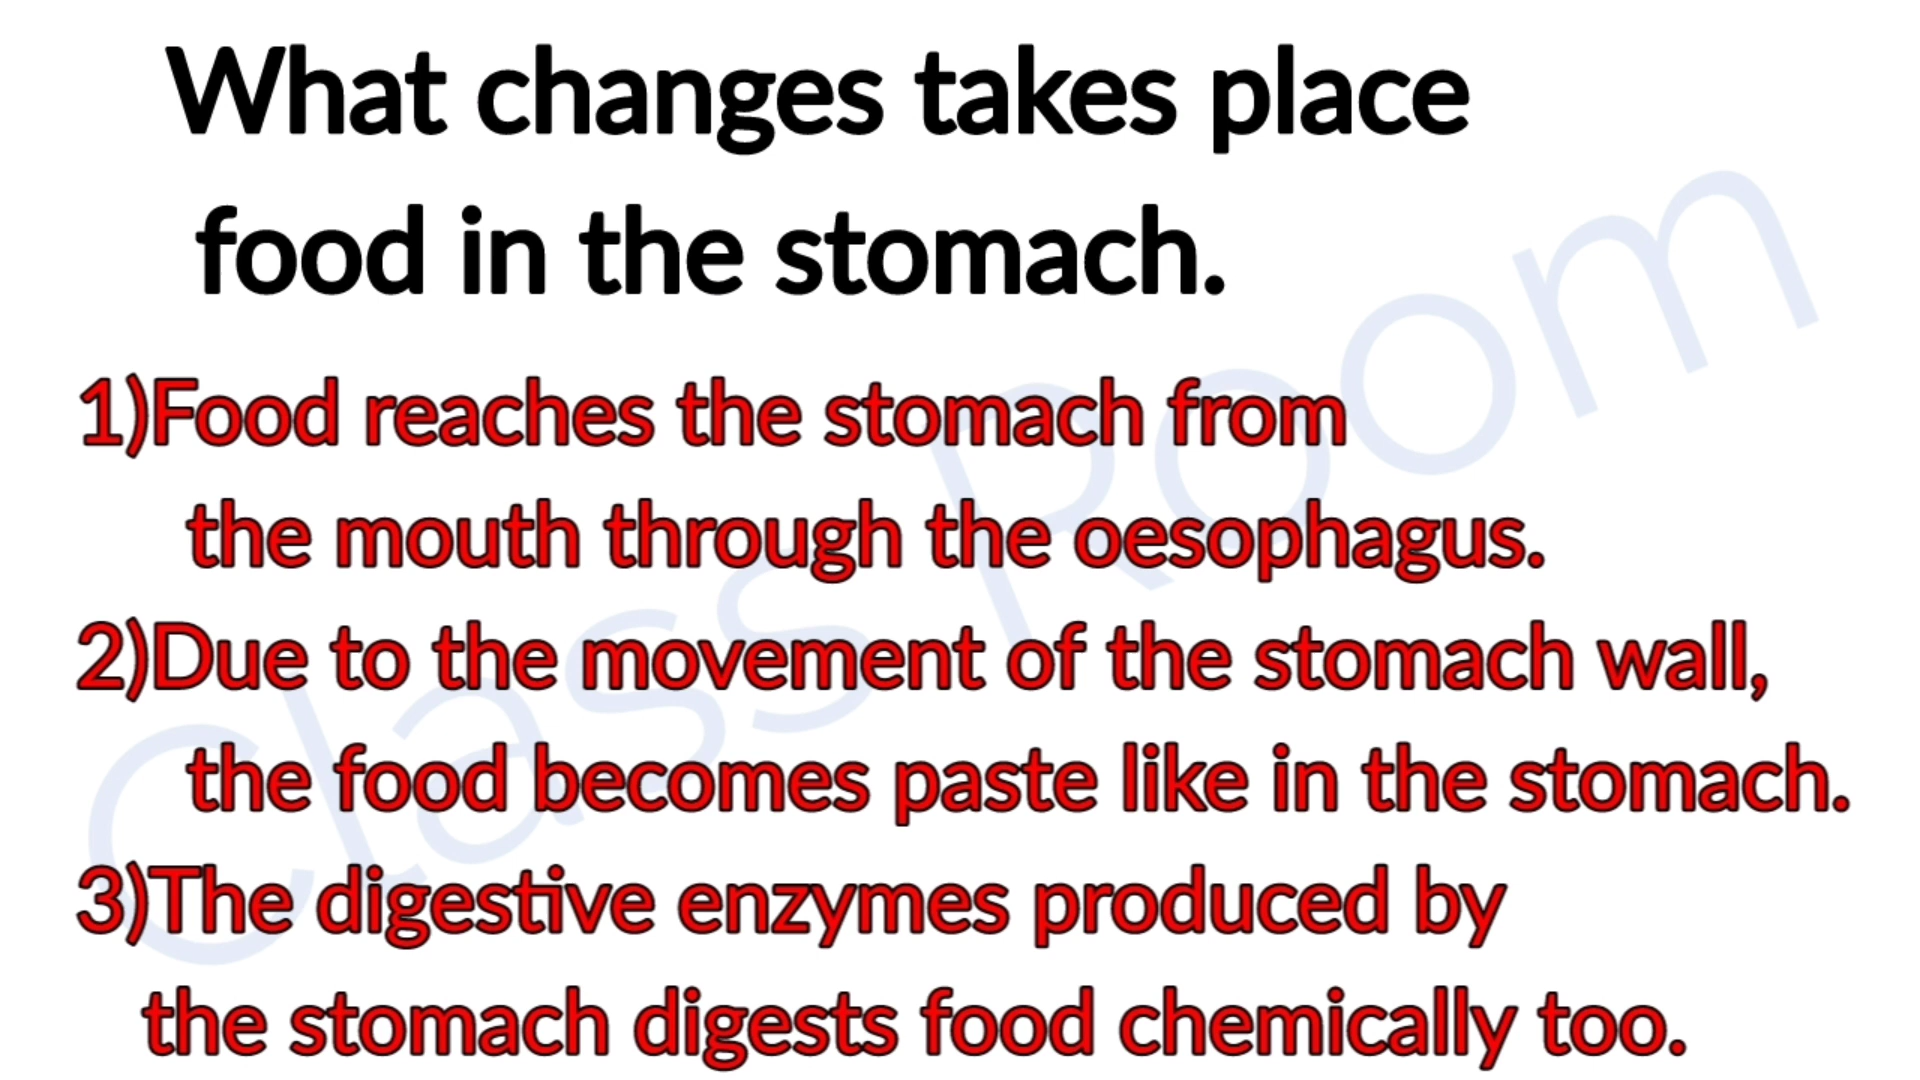 What changes takes place
food in the stomach.
1)Food reaches the stomach from
the mouth through the oesophagus.
2)Due to the movement of the stomach wall,
the food becomes paste like in the stomach.
3)The digestive enzymes produced by
the stomach digests food chemically too.
Class Room